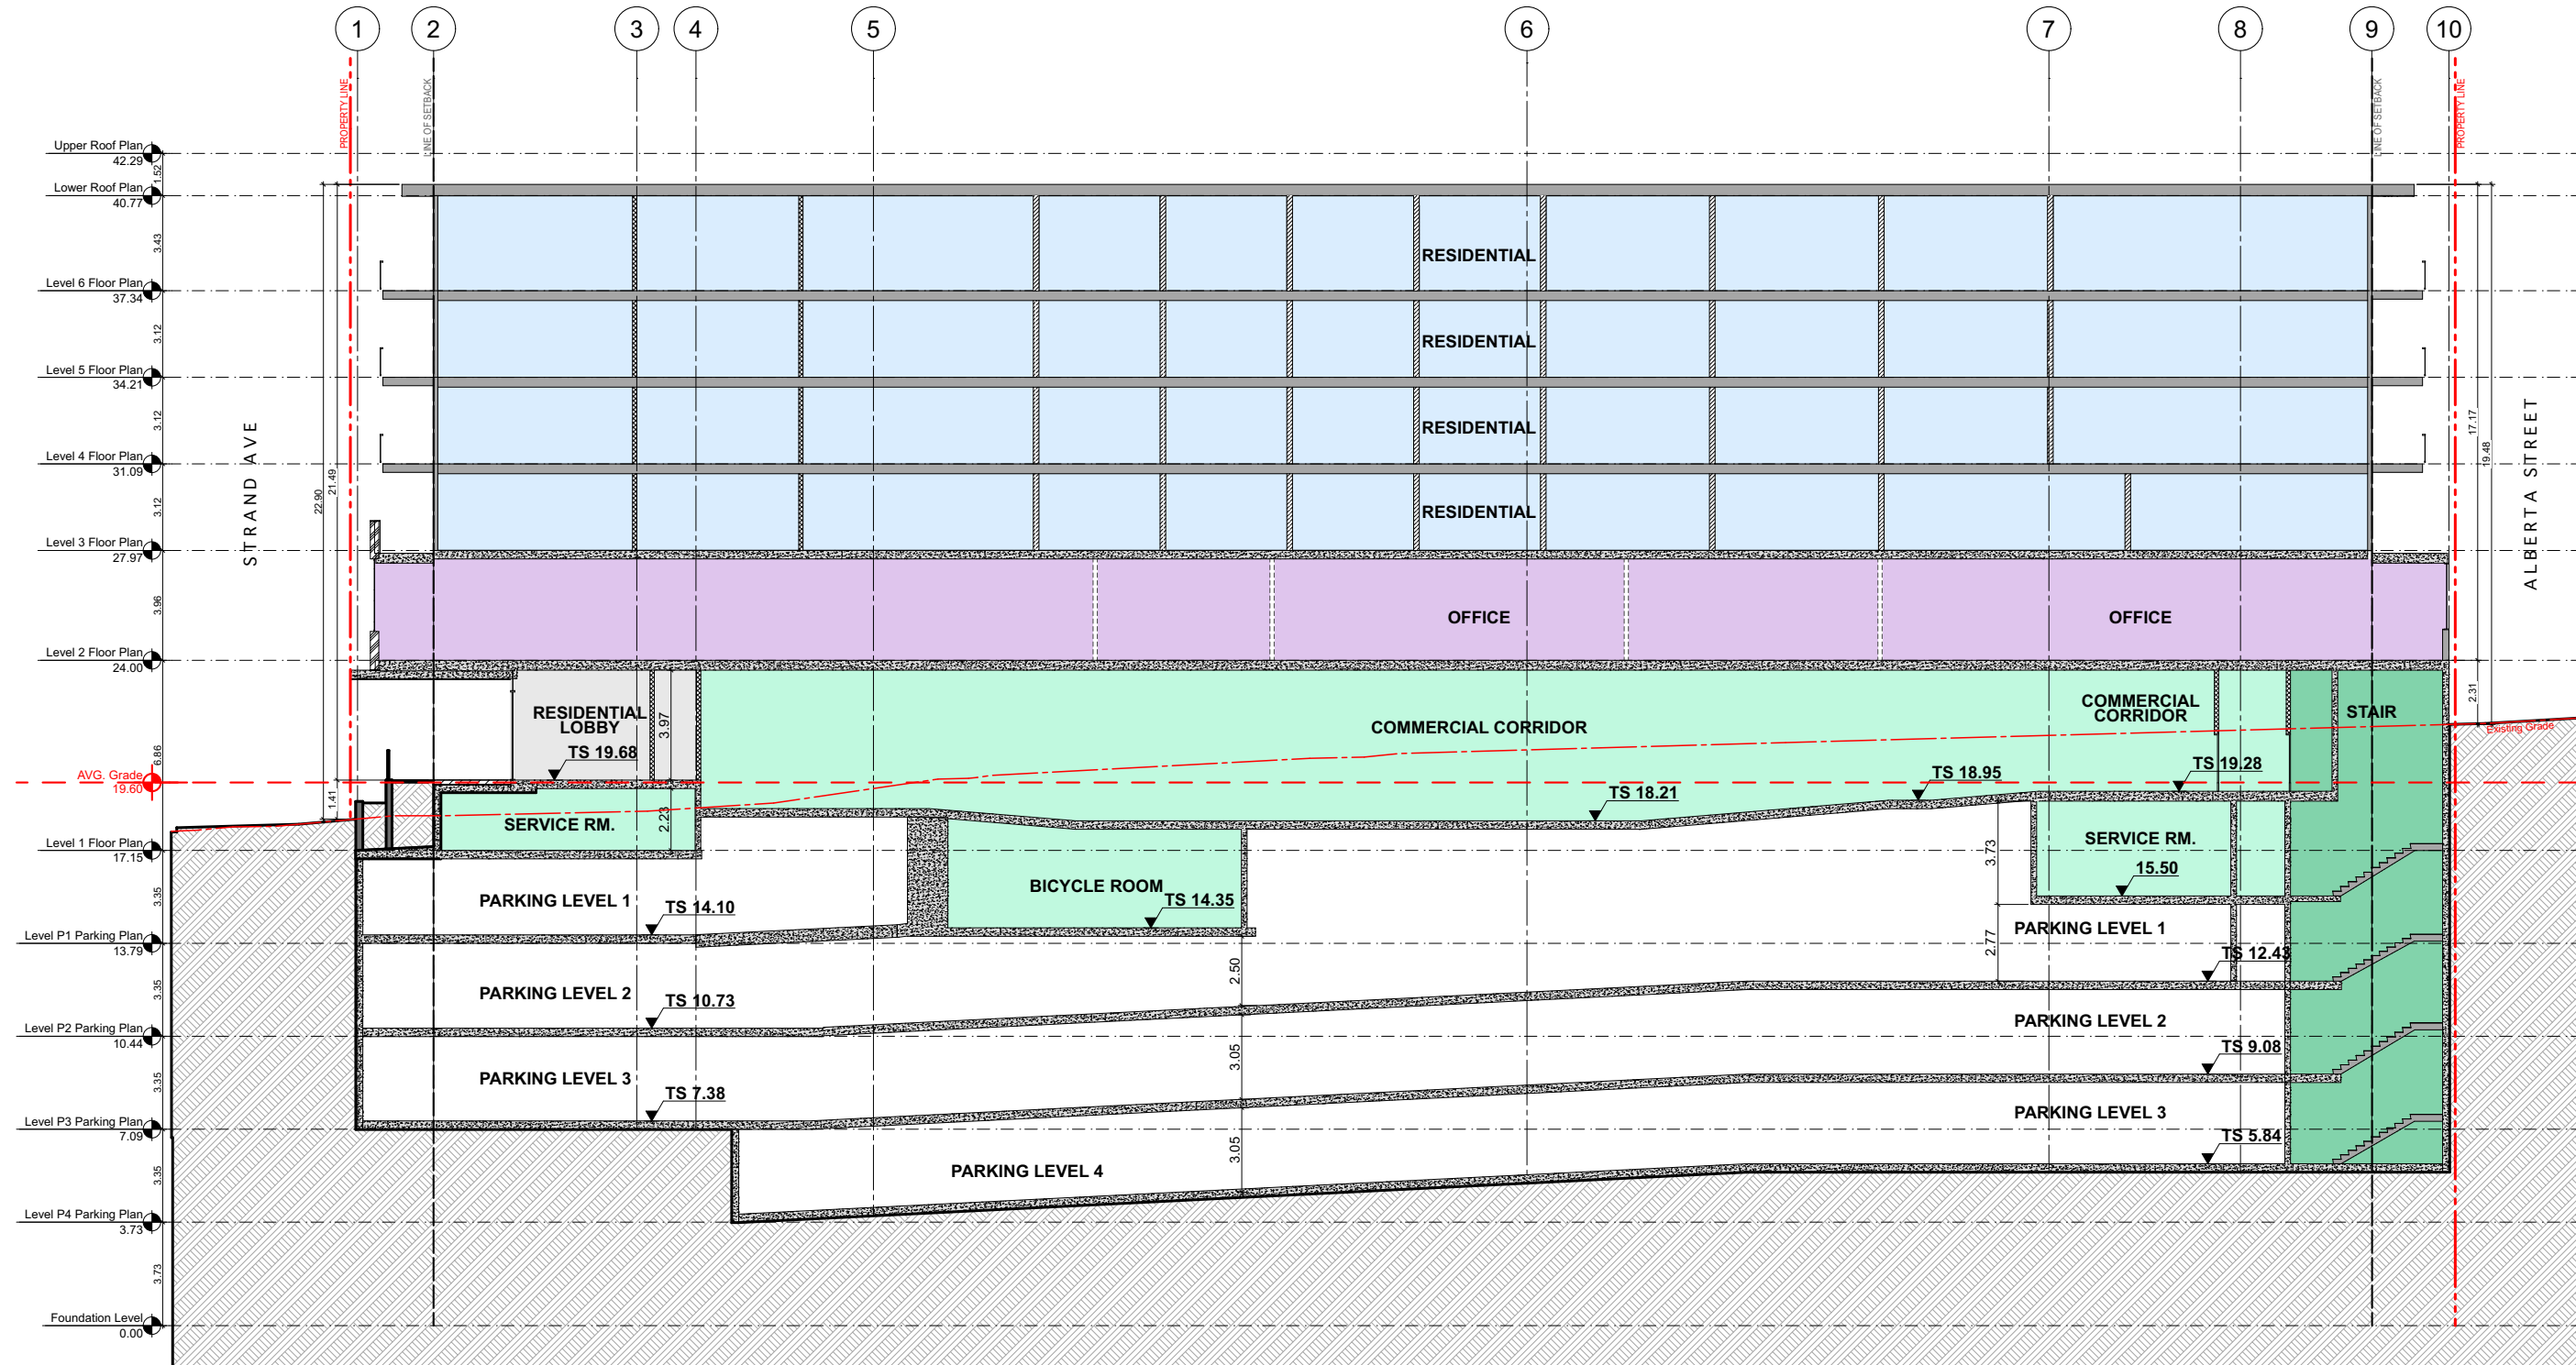 1 2 3 4 5 6 7 8 9 10
PROPERTY LINE
LINE OF SETBACK
LINE OF SETBACK
PROPERTY LINE
Upper Roof Plan
42.29
1.52
Lower Roof Plan
40.77
3.43
RESIDENTIAL
Level 6 Floor Plan
37.34
3.12
RESIDENTIAL
Level 5 Floor Plan
34.21
3.12
RESIDENTIAL
Level 4 Floor Plan
31.09
3.12
RESIDENTIAL
Level 3 Floor Plan
27.97
3.96
OFFICE
OFFICE
Level 2 Floor Plan
24.00
6.86
STRAND AVE
22.90
21.49
1.41
17.17
19.48
2.31
ALBERTA STREET
RESIDENTIAL
LOBBY
3.97
TS 19.68
COMMERCIAL CORRIDOR
COMMERCIAL
CORRIDOR
STAIR
Existing Grade
AVG. Grade
19.60
TS 18.21
TS 18.95
TS 19.28
SERVICE RM.
2.23
Level 1 Floor Plan
17.15
3.35
SERVICE RM.
3.73
15.50
PARKING LEVEL 1
TS 14.10
BICYCLE ROOM
TS 14.35
PARKING LEVEL 1
2.77
TS 12.43
Level P1 Parking Plan
13.79
3.35
PARKING LEVEL 2
TS 10.73
2.50
PARKING LEVEL 2
Level P2 Parking Plan
10.44
3.35
PARKING LEVEL 3
TS 7.38
3.05
TS 9.08
PARKING LEVEL 3
Level P3 Parking Plan
7.09
3.35
PARKING LEVEL 4
3.05
TS 5.84
Level P4 Parking Plan
3.73
3.73
Foundation Level
0.00